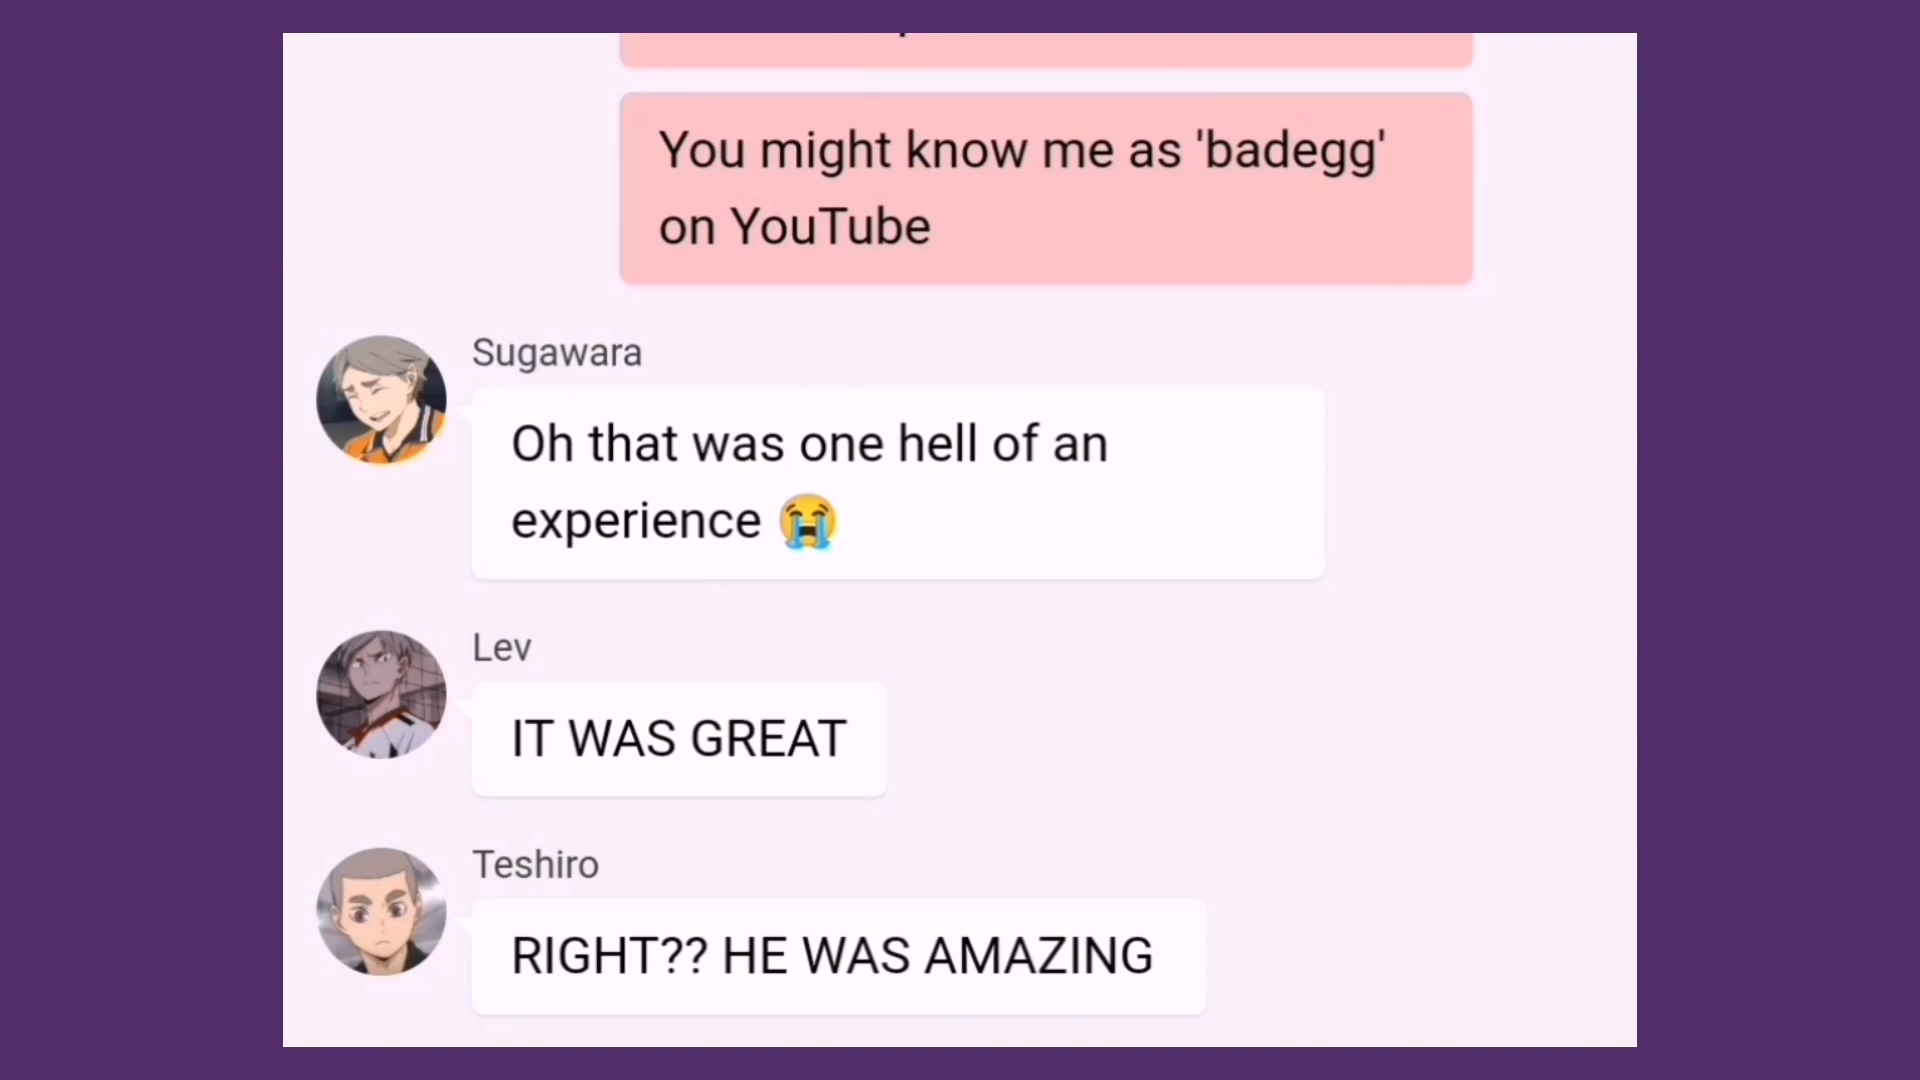 You might know me as 'badegg'
on YouTube
Sugawara
Oh that was one hell of an
experience 😭
Lev
IT WAS GREAT
Teshiro
RIGHT?? HE WAS AMAZING